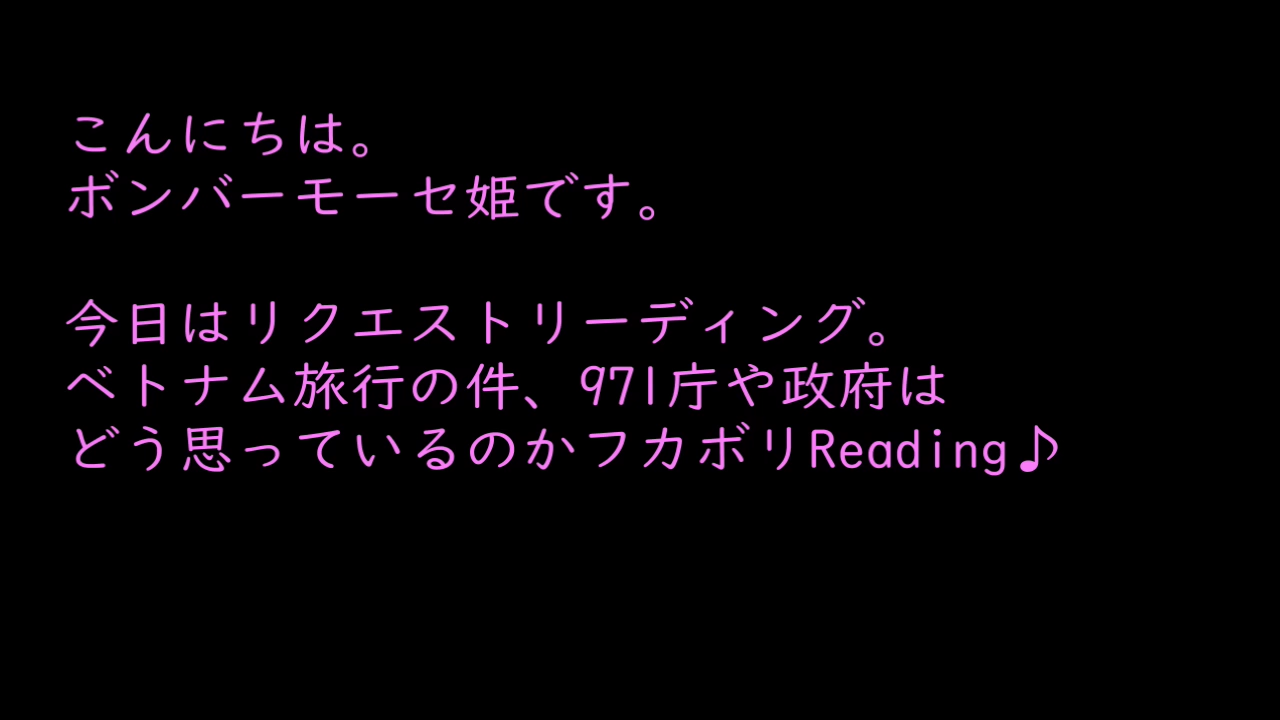 こんにちは。
ボンバーモーセ姫です。
今日はリクエストリーディング。
ベトナム旅行の件、971庁や政府は
どう思っているのかフカボリReading♪